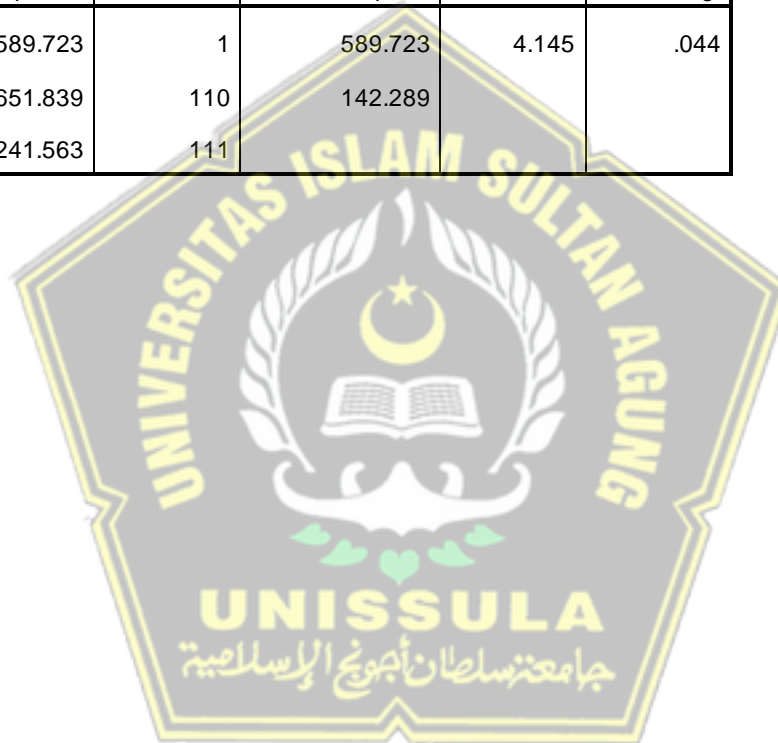 589.723 1 589.723 4.145 .044
651.839 110 142.289
241.563 111
UNIVERSITAS ISLAM SULTAN AGUNG
UNISSULA
جامعة سلطان أجونج الإسلامية